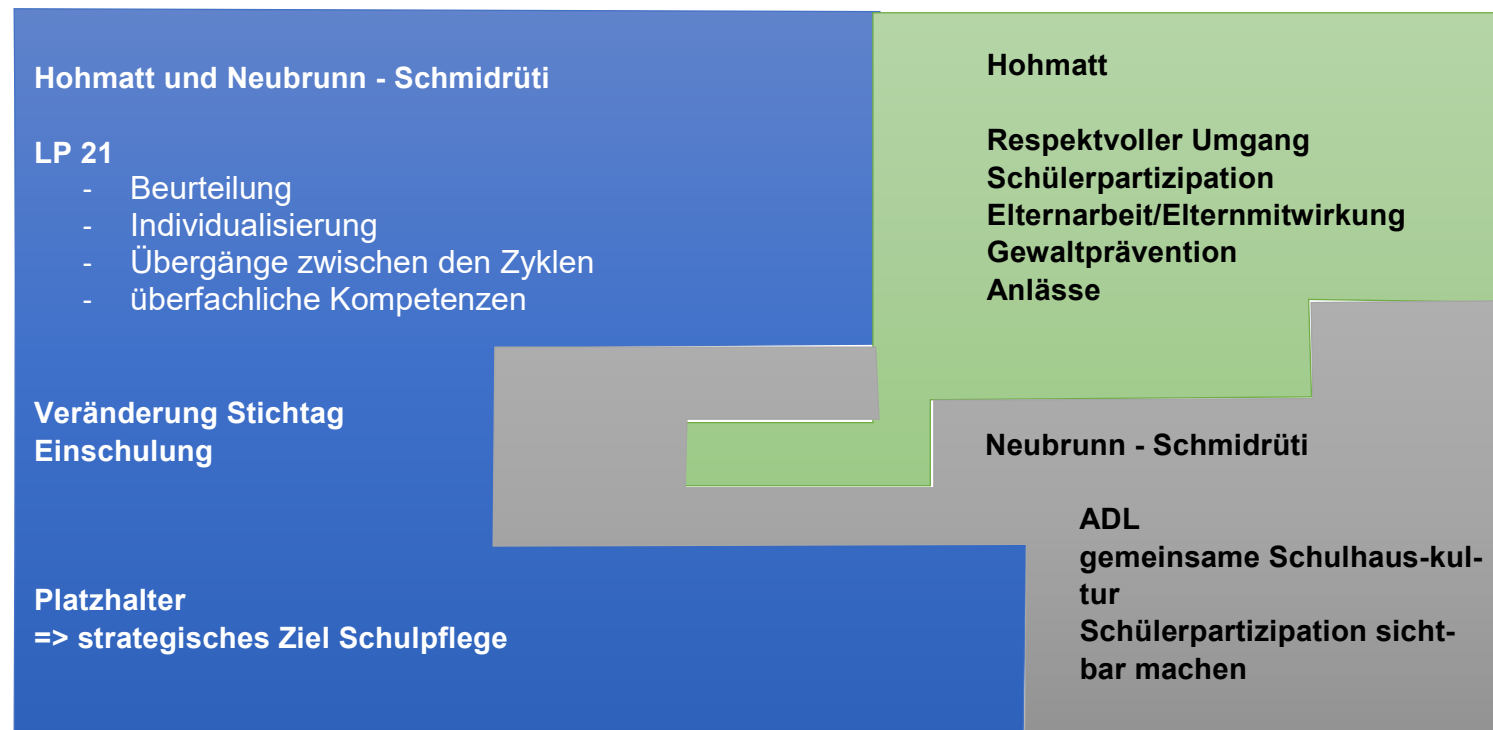 Hohmatt und Neubrunn - Schmidrüti
LP 21
- Beurteilung
- Individualisierung
- Übergänge zwischen den Zyklen
- überfachliche Kompetenzen
Veränderung Stichtag
Einschulung
Platzhalter
=> strategisches Ziel Schulpflege
Hohmatt
Respektvoller Umgang
Schülerpartizipation
Elternarbeit/Elternmitwirkung
Gewaltprävention
Anlässe
Neubrunn - Schmidrüti
ADL
gemeinsame Schulhaus-kul-
tur
Schülerpartizipation sicht-
bar machen